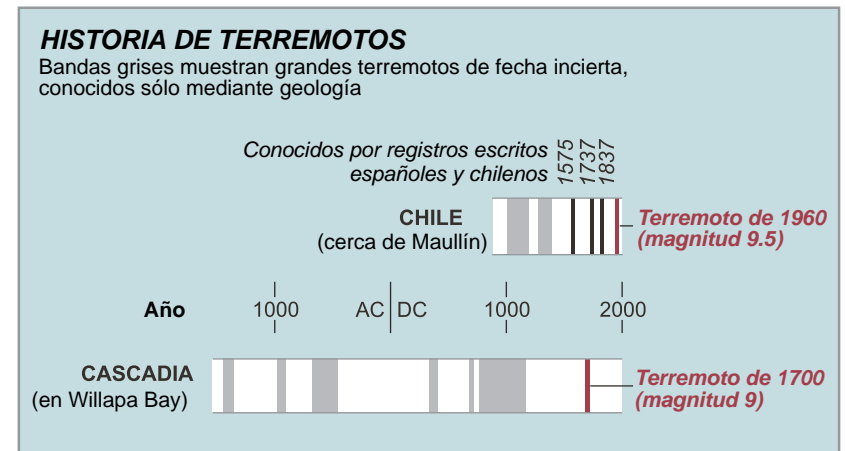 HISTORIA DE TERREMOTOS
Bandas grises muestran grandes terremotos de fecha incierta,
conocidos sólo mediante geología
Conocidos por registros escritos
españoles y chilenos
1575
1737
1837
CHILE
(cerca de Maullín)
Terremoto de 1960
(magnitud 9.5)
Año 1000 AC DC 1000 2000
CASCADIA
(en Willapa Bay)
Terremoto de 1700
(magnitud 9)